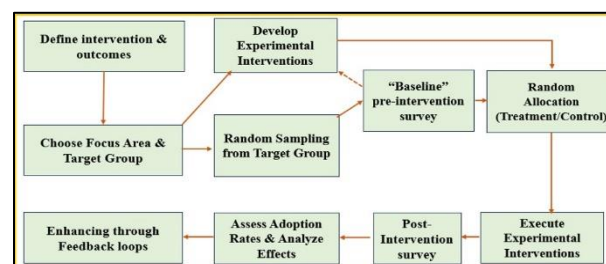 Define intervention &
outcomes
Develop
Experimental
Interventions
"Baseline"
pre-intervention
survey
Random
Allocation
(Treatment/Control)
Choose Focus Area &
Target Group
Random Sampling
from Target Group
Enhancing through
Feedback loops
Assess Adoption
Rates & Analyze
Effects
Post-
Intervention
survey
Execute
Experimental
Interventions